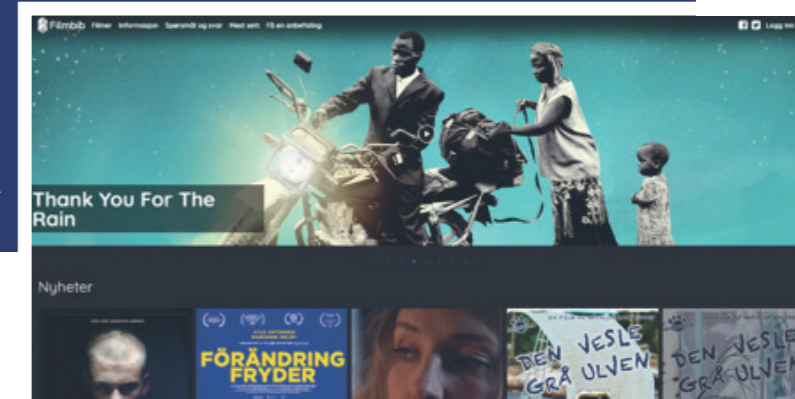 Filmbib Filmer Informasjon Spørsmål og svar Mest sett Få en anbefaling
Logg inn
Thank You For The
Rain
Nyheter
FÖRÄNDRING
FRYDER
DEN VESLE
GRÅ ULVEN
DEN VESLE
GRÅ ULVEN